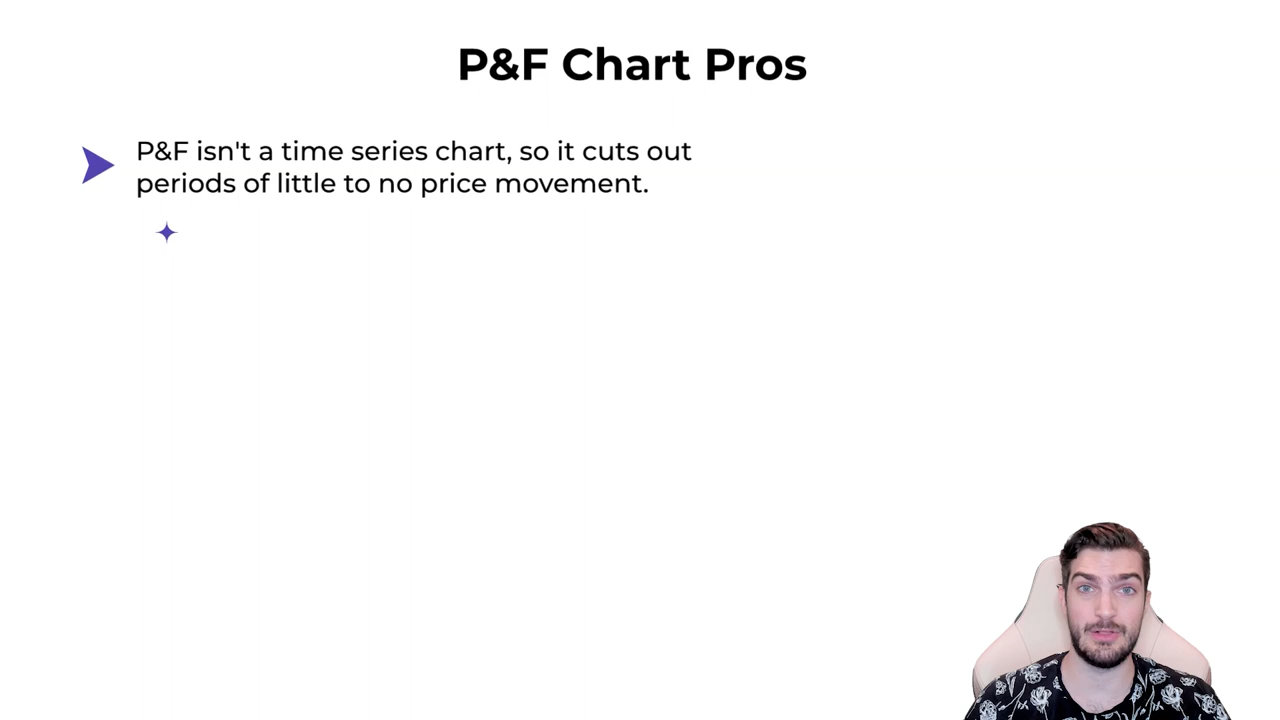 P&F Chart Pros
P&F isn't a time series chart, so it cuts out
periods of little to no price movement.